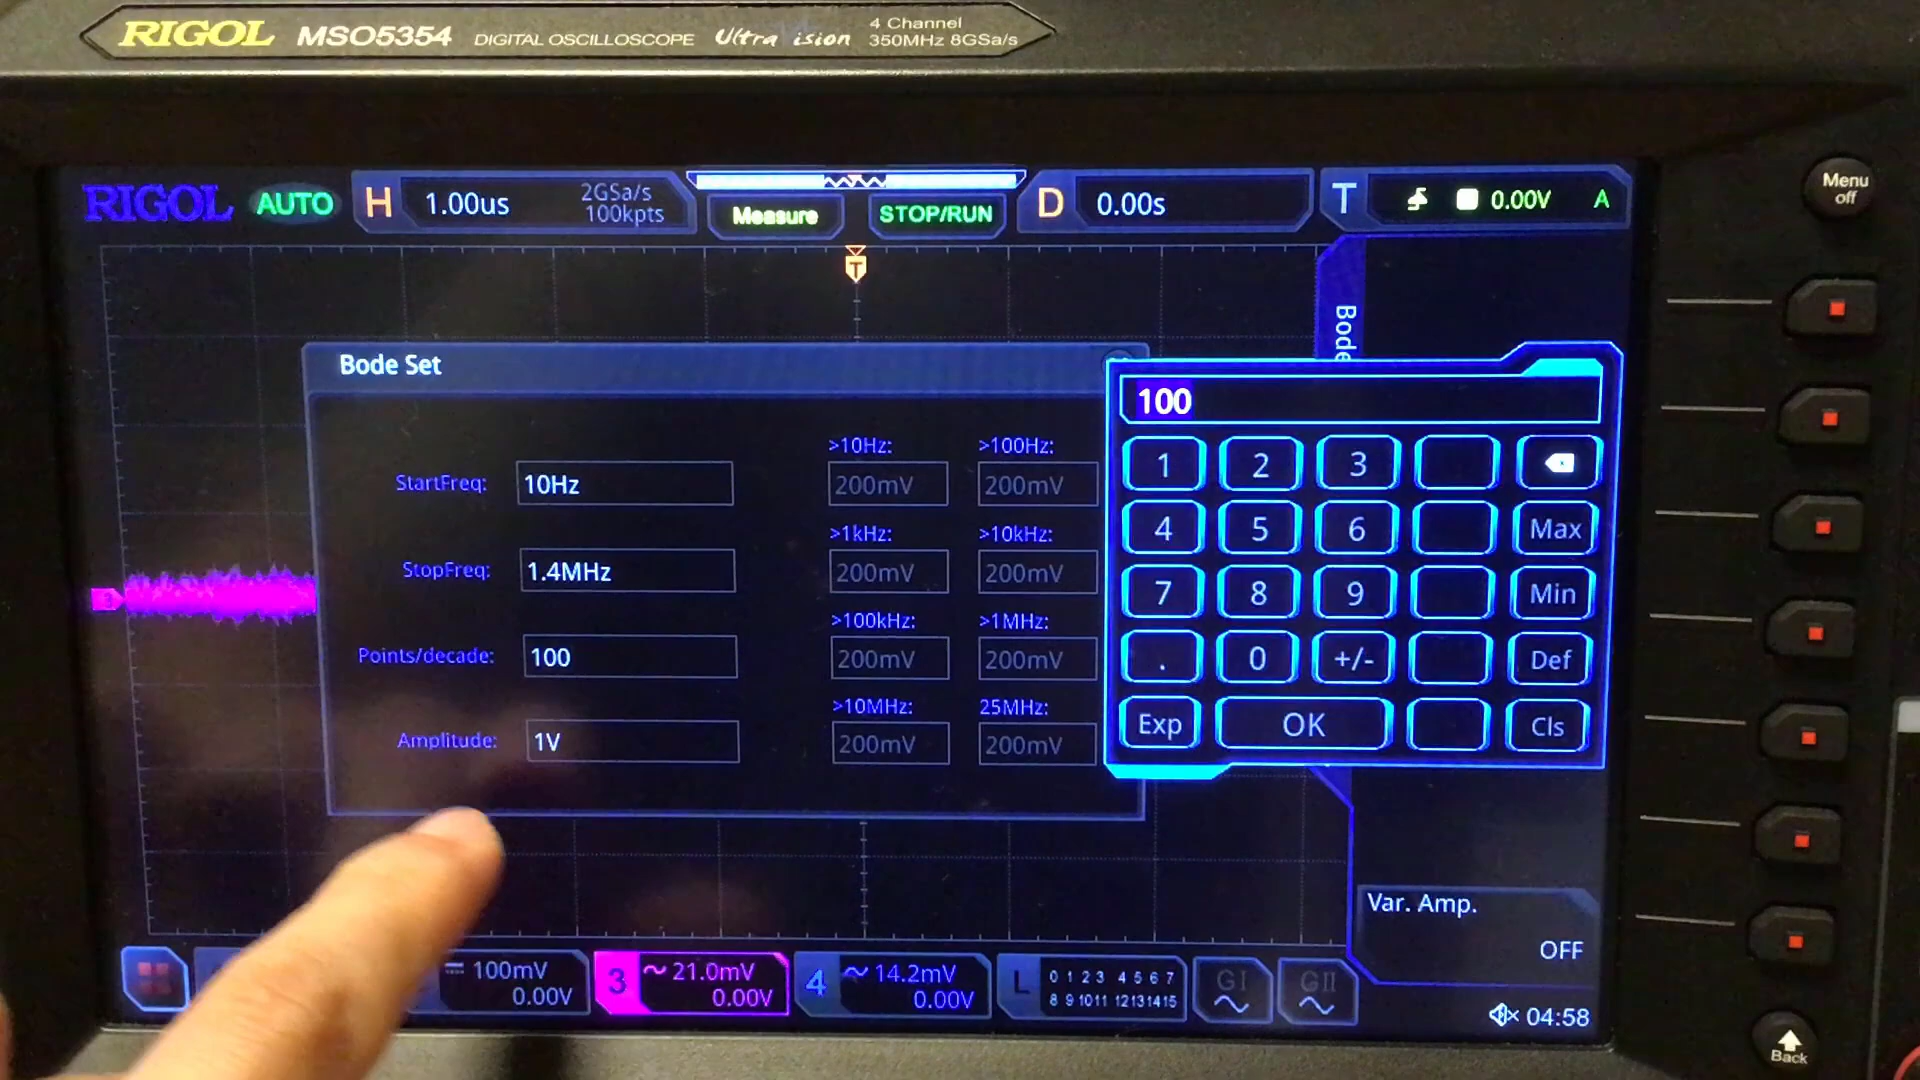 RIGOL MSO5354 DIGITAL OSCILLOSCOPE Ultra ision 4 Channel 350MHz 8GSa/s
Menu off
RIGOL AUTO H 1.00us 2GSa/s 100kpts Measure STOP/RUN D 0.00s T 0.00V A
T
Bode
Bode Set
100
>10Hz: >100Hz:
StartFreq: 10Hz 200mV 200mV
1 2 3
>1kHz: >10kHz:
StopFreq: 1.4MHz 200mV 200mV
4 5 6 Max
>100kHz: >1MHz:
Points/decade: 100 200mV 200mV
7 8 9 Min
. 0 +/- Def
>10MHz: 25MHz:
Amplitude: 1V 200mV 200mV
Exp OK Cls
Var. Amp.
OFF
100mV 0.00V
3 21.0mV 0.00V
4 14.2mV 0.00V
L 0 1 2 3 4 5 6 7
8 9 10 11 12 13 14 15
GI GII
04:58
Back